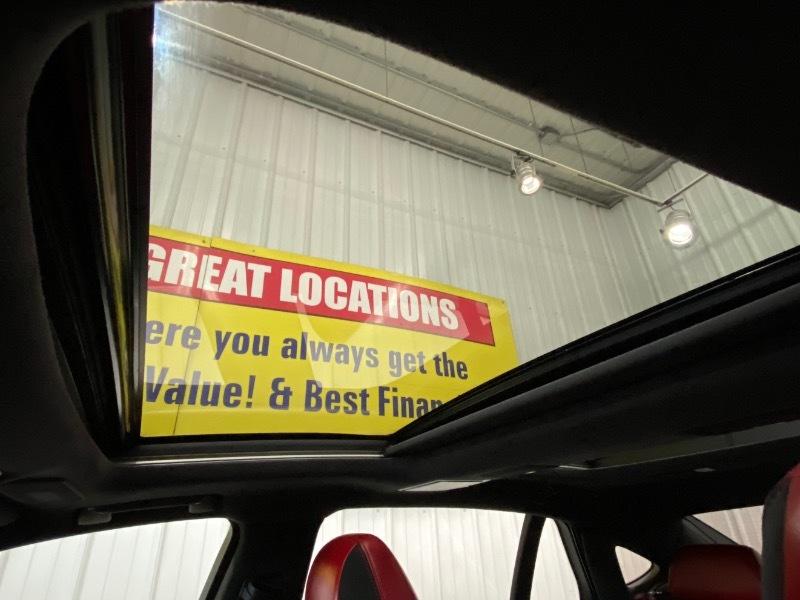 GREAT LOCATIONS
ere you always get the
Value! & Best Finan